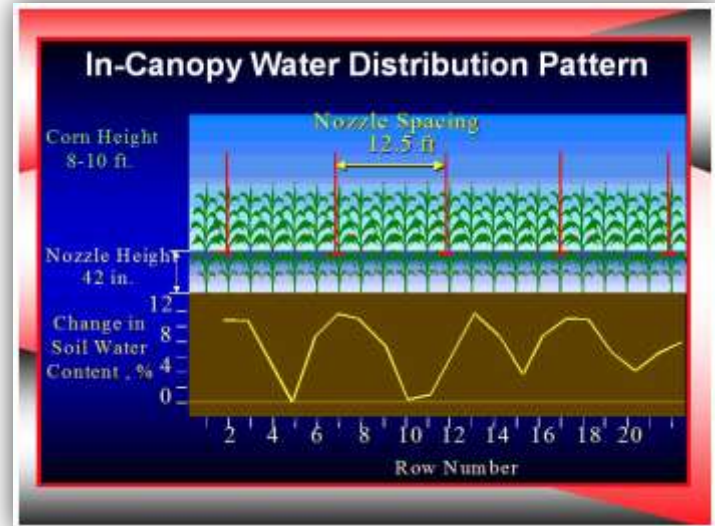 In-Canopy Water Distribution Pattern
Nozzle Spacing
12.5 ft
Corn Height
8-10 ft.
Nozzle Height
42 in.
Change in
Soil Water
Content , %
12
8
4
0
2 4 6 8 10 12 14 16 18 20
Row Number